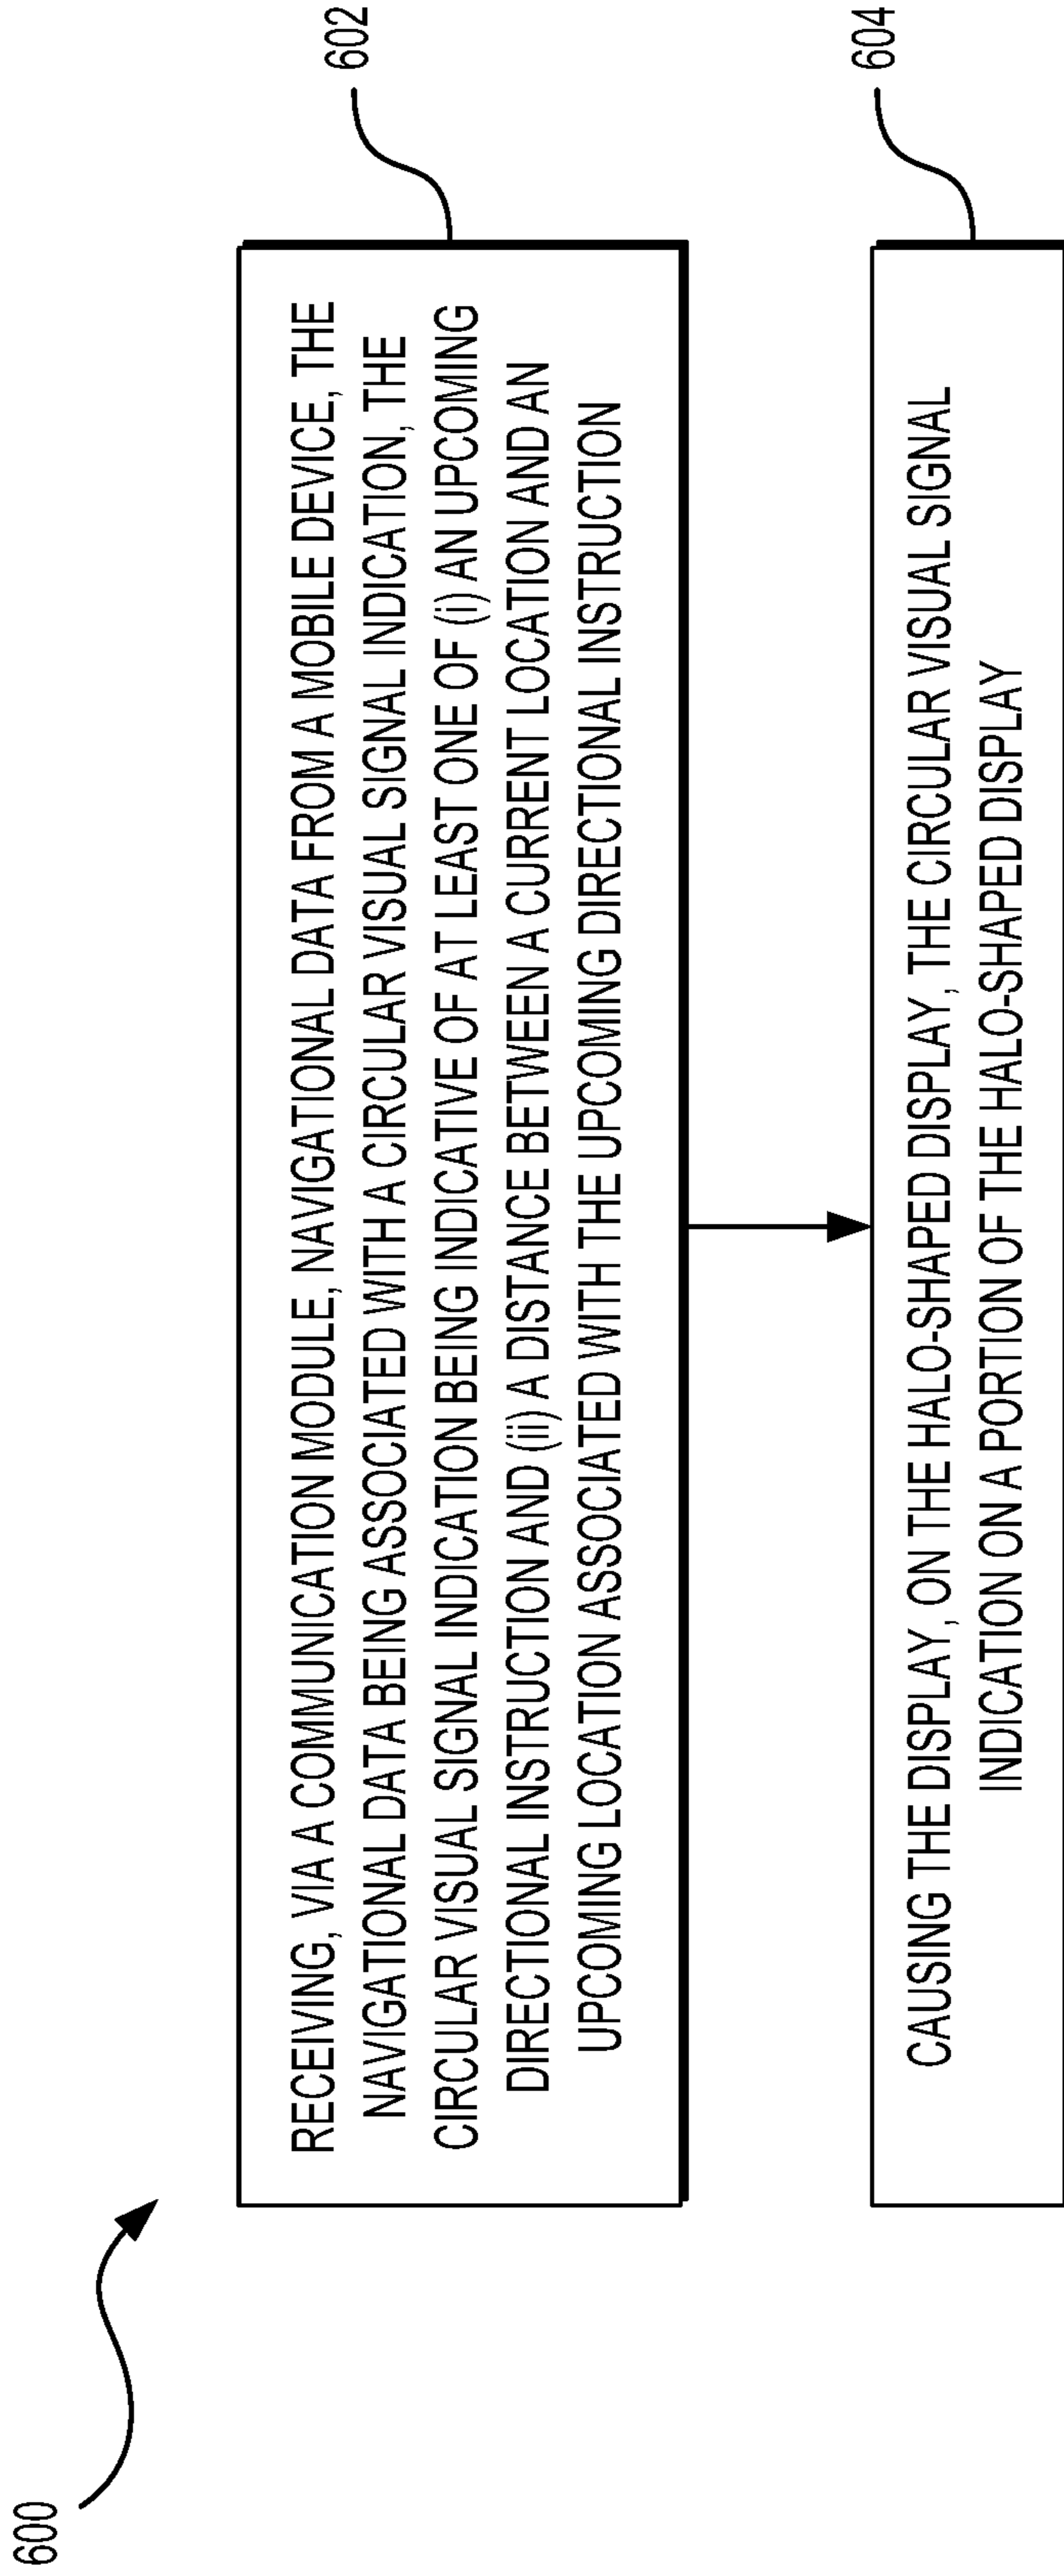 600
RECEIVING, VIA A COMMUNICATION MODULE, NAVIGATIONAL DATA FROM A MOBILE DEVICE, THE
NAVIGATIONAL DATA BEING ASSOCIATED WITH A CIRCULAR VISUAL SIGNAL INDICATION, THE
CIRCULAR VISUAL SIGNAL INDICATION BEING INDICATIVE OF AT LEAST ONE OF (i) AN UPCOMING
DIRECTIONAL INSTRUCTION AND (ii) A DISTANCE BETWEEN A CURRENT LOCATION AND AN
UPCOMING LOCATION ASSOCIATED WITH THE UPCOMING DIRECTIONAL INSTRUCTION
602
CAUSING THE DISPLAY, ON THE HALO-SHAPED DISPLAY, THE CIRCULAR VISUAL SIGNAL
INDICATION ON A PORTION OF THE HALO-SHAPED DISPLAY
604